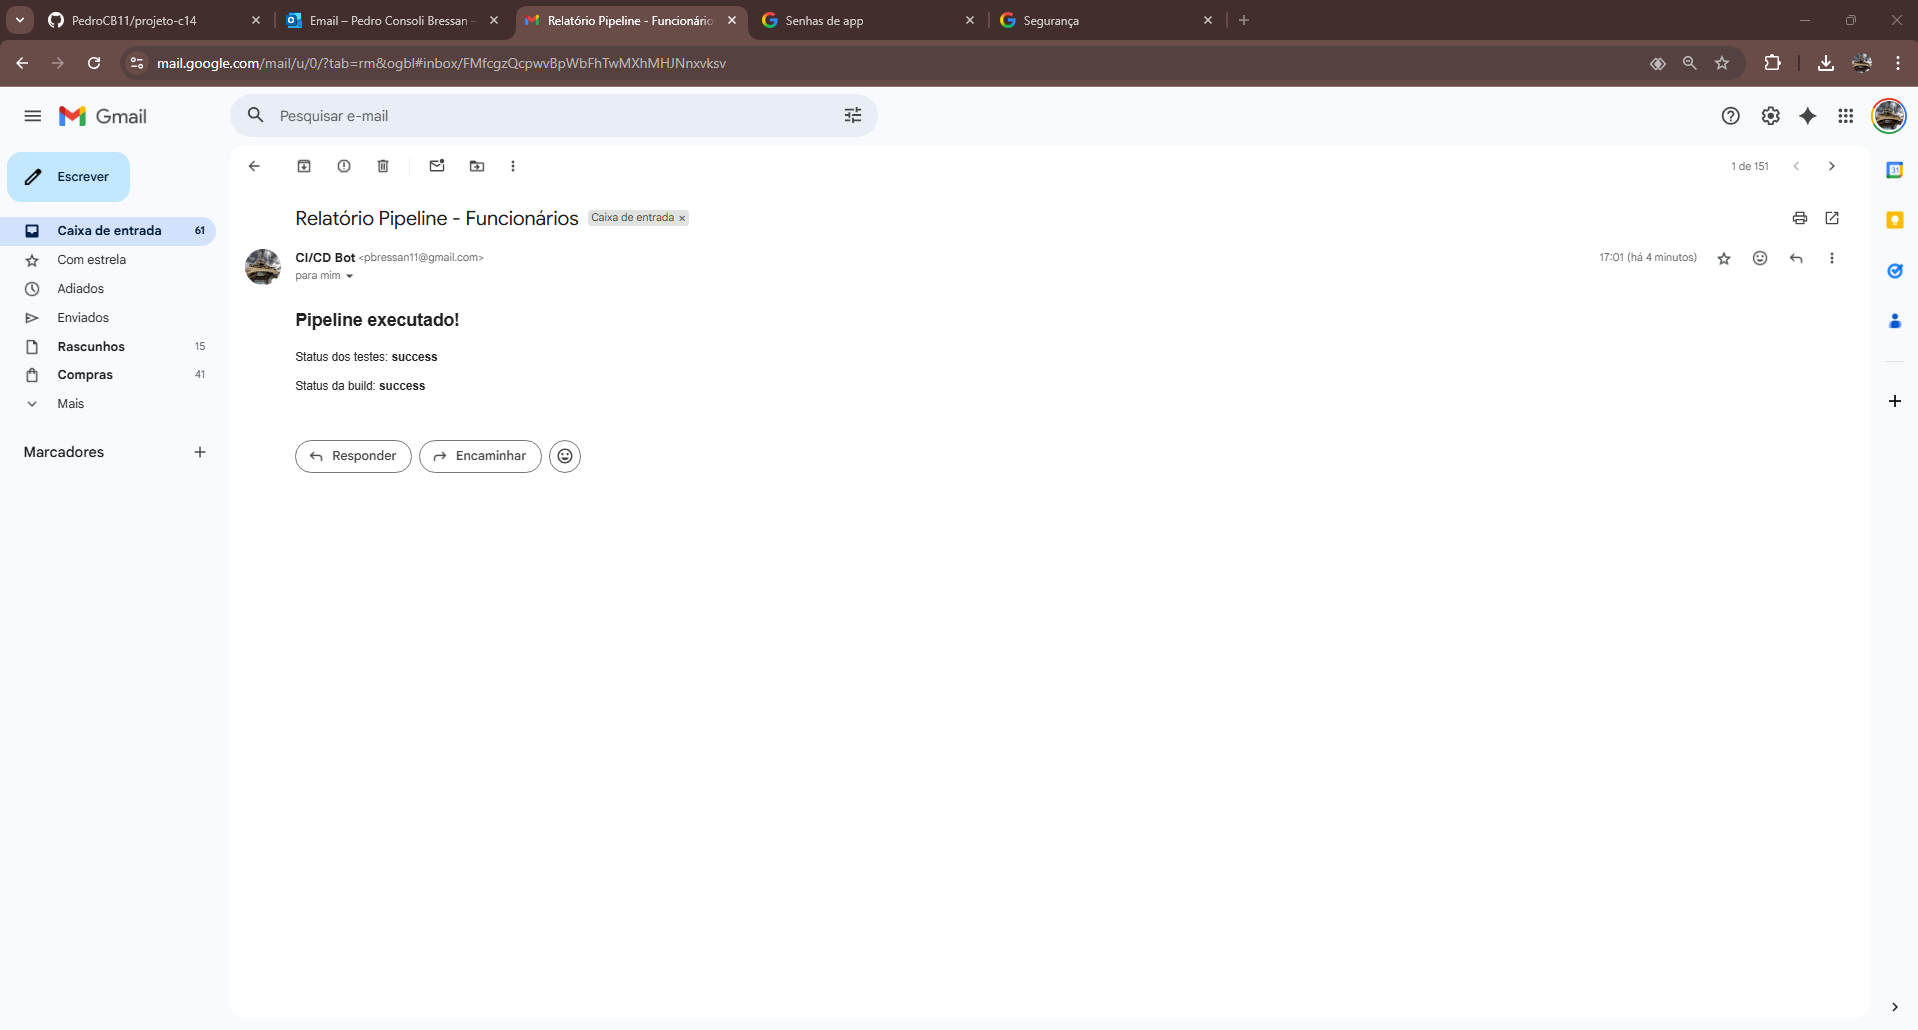 PedroCB11/projeto-c14
Email – Pedro Consoli Bressan –
Relatório Pipeline - Funcionário
Senhas de app
Segurança
mail.google.com/mail/u/0/?tab=rm&ogbl#inbox/FMfcgzQcpwvBpWbFhTwMXhMHJNnxvksv
Gmail
Pesquisar e-mail
Escrever
1 de 151
Caixa de entrada 61
Com estrela
Adiados
Enviados
Rascunhos 15
Compras 41
Mais
Marcadores
Relatório Pipeline - Funcionários Caixa de entrada
CI/CD Bot <pbressan11@gmail.com> 17:01 (há 4 minutos)
para mim
Pipeline executado!
Status dos testes: success
Status da build: success
Responder Encaminhar
31